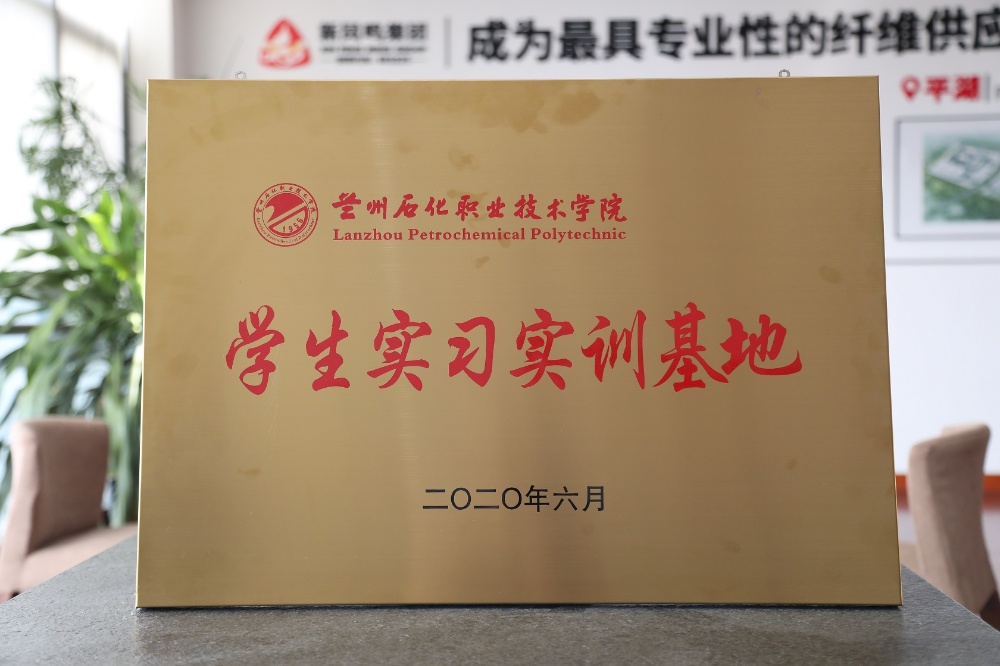 新凤鸣集团
成为最具专业性的纤维供应
平湖
兰州石化职业技术学院
Lanzhou Petrochemical Polytechnic
1956
学生实习实训基地
二〇二〇年六月